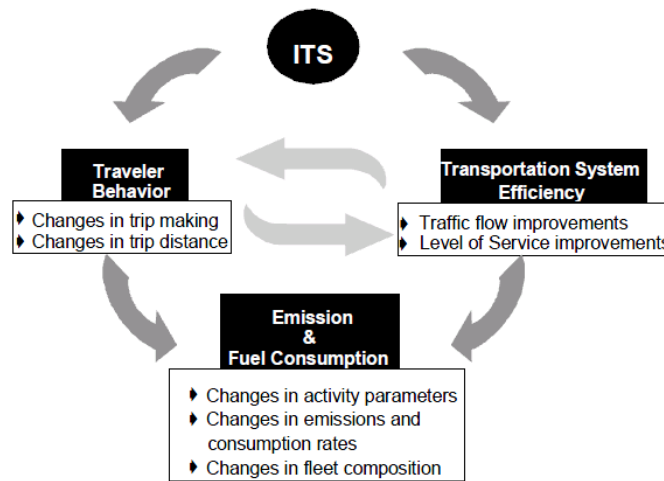 ITS
Traveler
Behavior
Changes in trip making
Changes in trip distance
Transportation System
Efficiency
Traffic flow improvements
Level of Service improvements
Emission
&
Fuel Consumption
Changes in activity parameters
Changes in emissions and
consumption rates
Changes in fleet composition